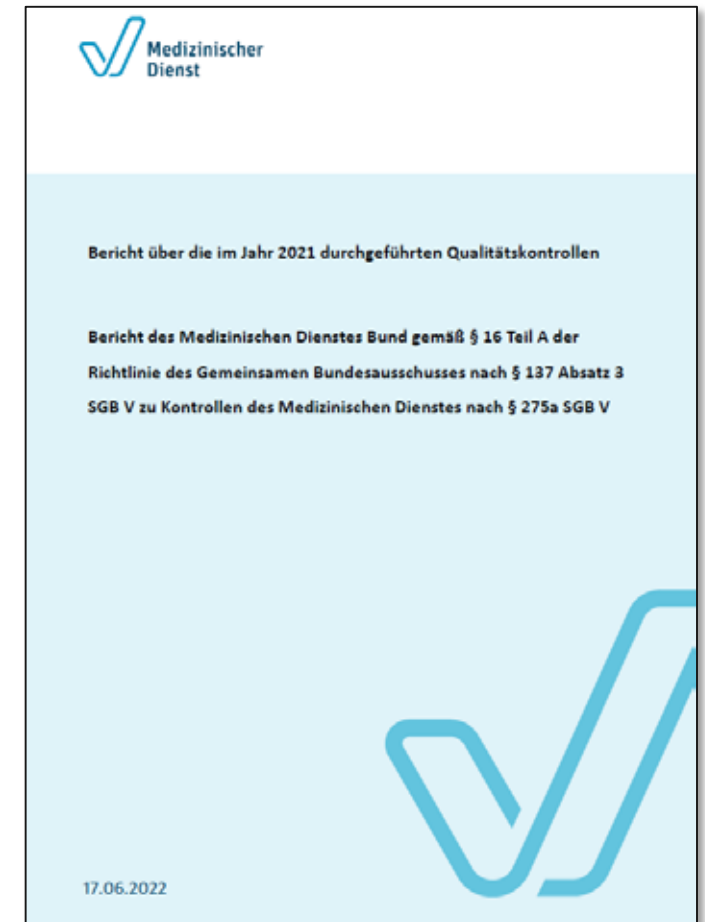 Medizinischer
Dienst
Bericht über die im Jahr 2021 durchgeführten Qualitätskontrollen
Bericht des Medizinischen Dienstes Bund gemäß § 16 Teil A der
Richtlinie des Gemeinsamen Bundesausschusses nach § 137 Absatz 3
SGB V zu Kontrollen des Medizinischen Dienstes nach § 275a SGB V
17.06.2022